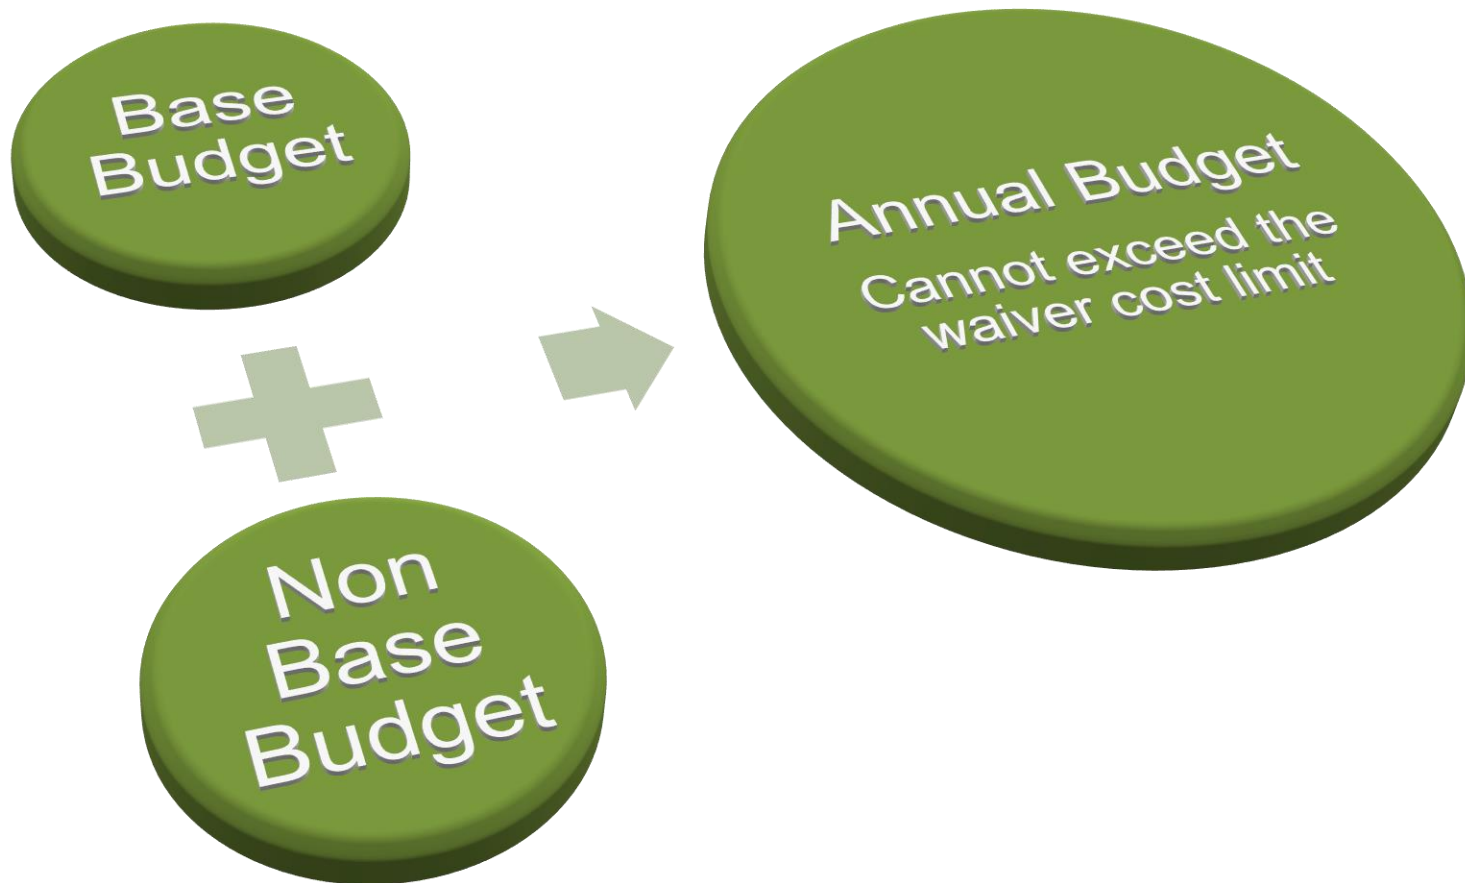 Base
Budget
Non
Base
Budget
Annual Budget
Cannot exceed the
waiver cost limit